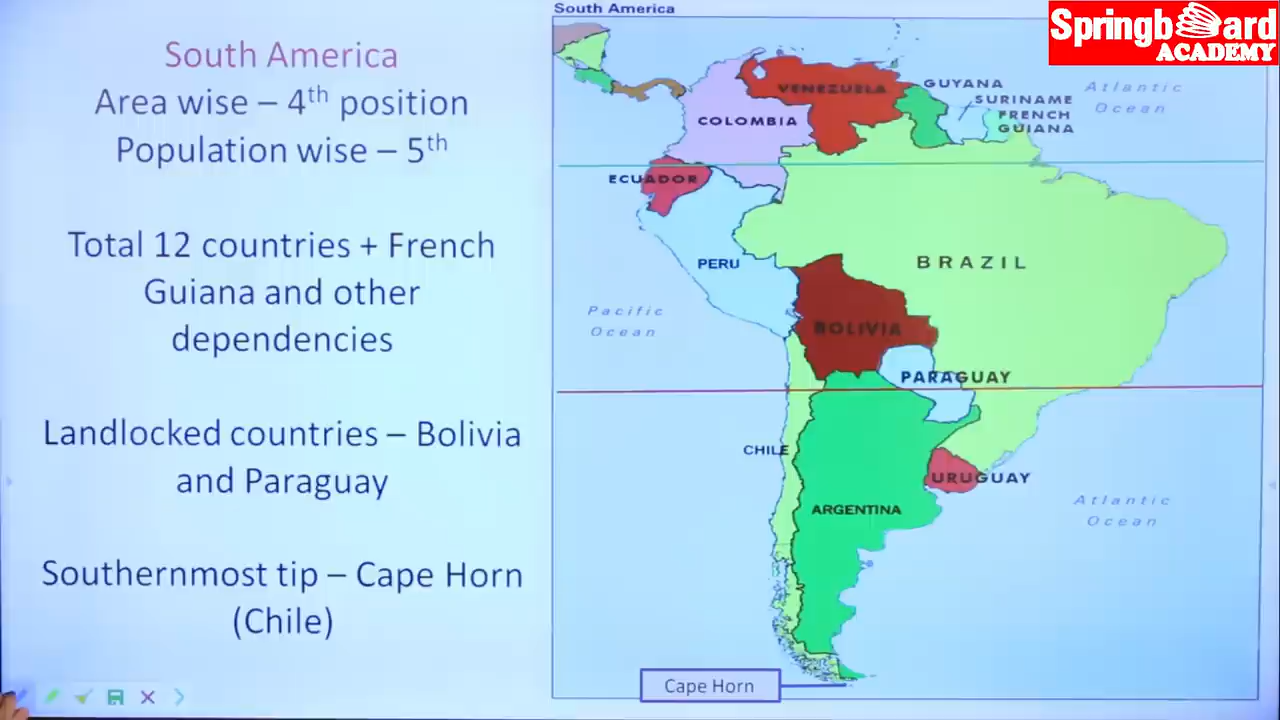 South America
Area wise – 4th position
Population wise – 5th
Total 12 countries + French
Guiana and other
dependencies
Landlocked countries – Bolivia
and Paraguay
Southernmost tip – Cape Horn
(Chile)
South America
Springboard
ACADEMY
VENEZUELA
GUYANA
SURINAME
FRENCH
GUIANA
Atlantic
Ocean
COLOMBIA
ECUADOR
PERU
BRAZIL
Pacific
Ocean
BOLIVIA
PARAGUAY
CHILE
URUGUAY
ARGENTINA
Atlantic
Ocean
Cape Horn